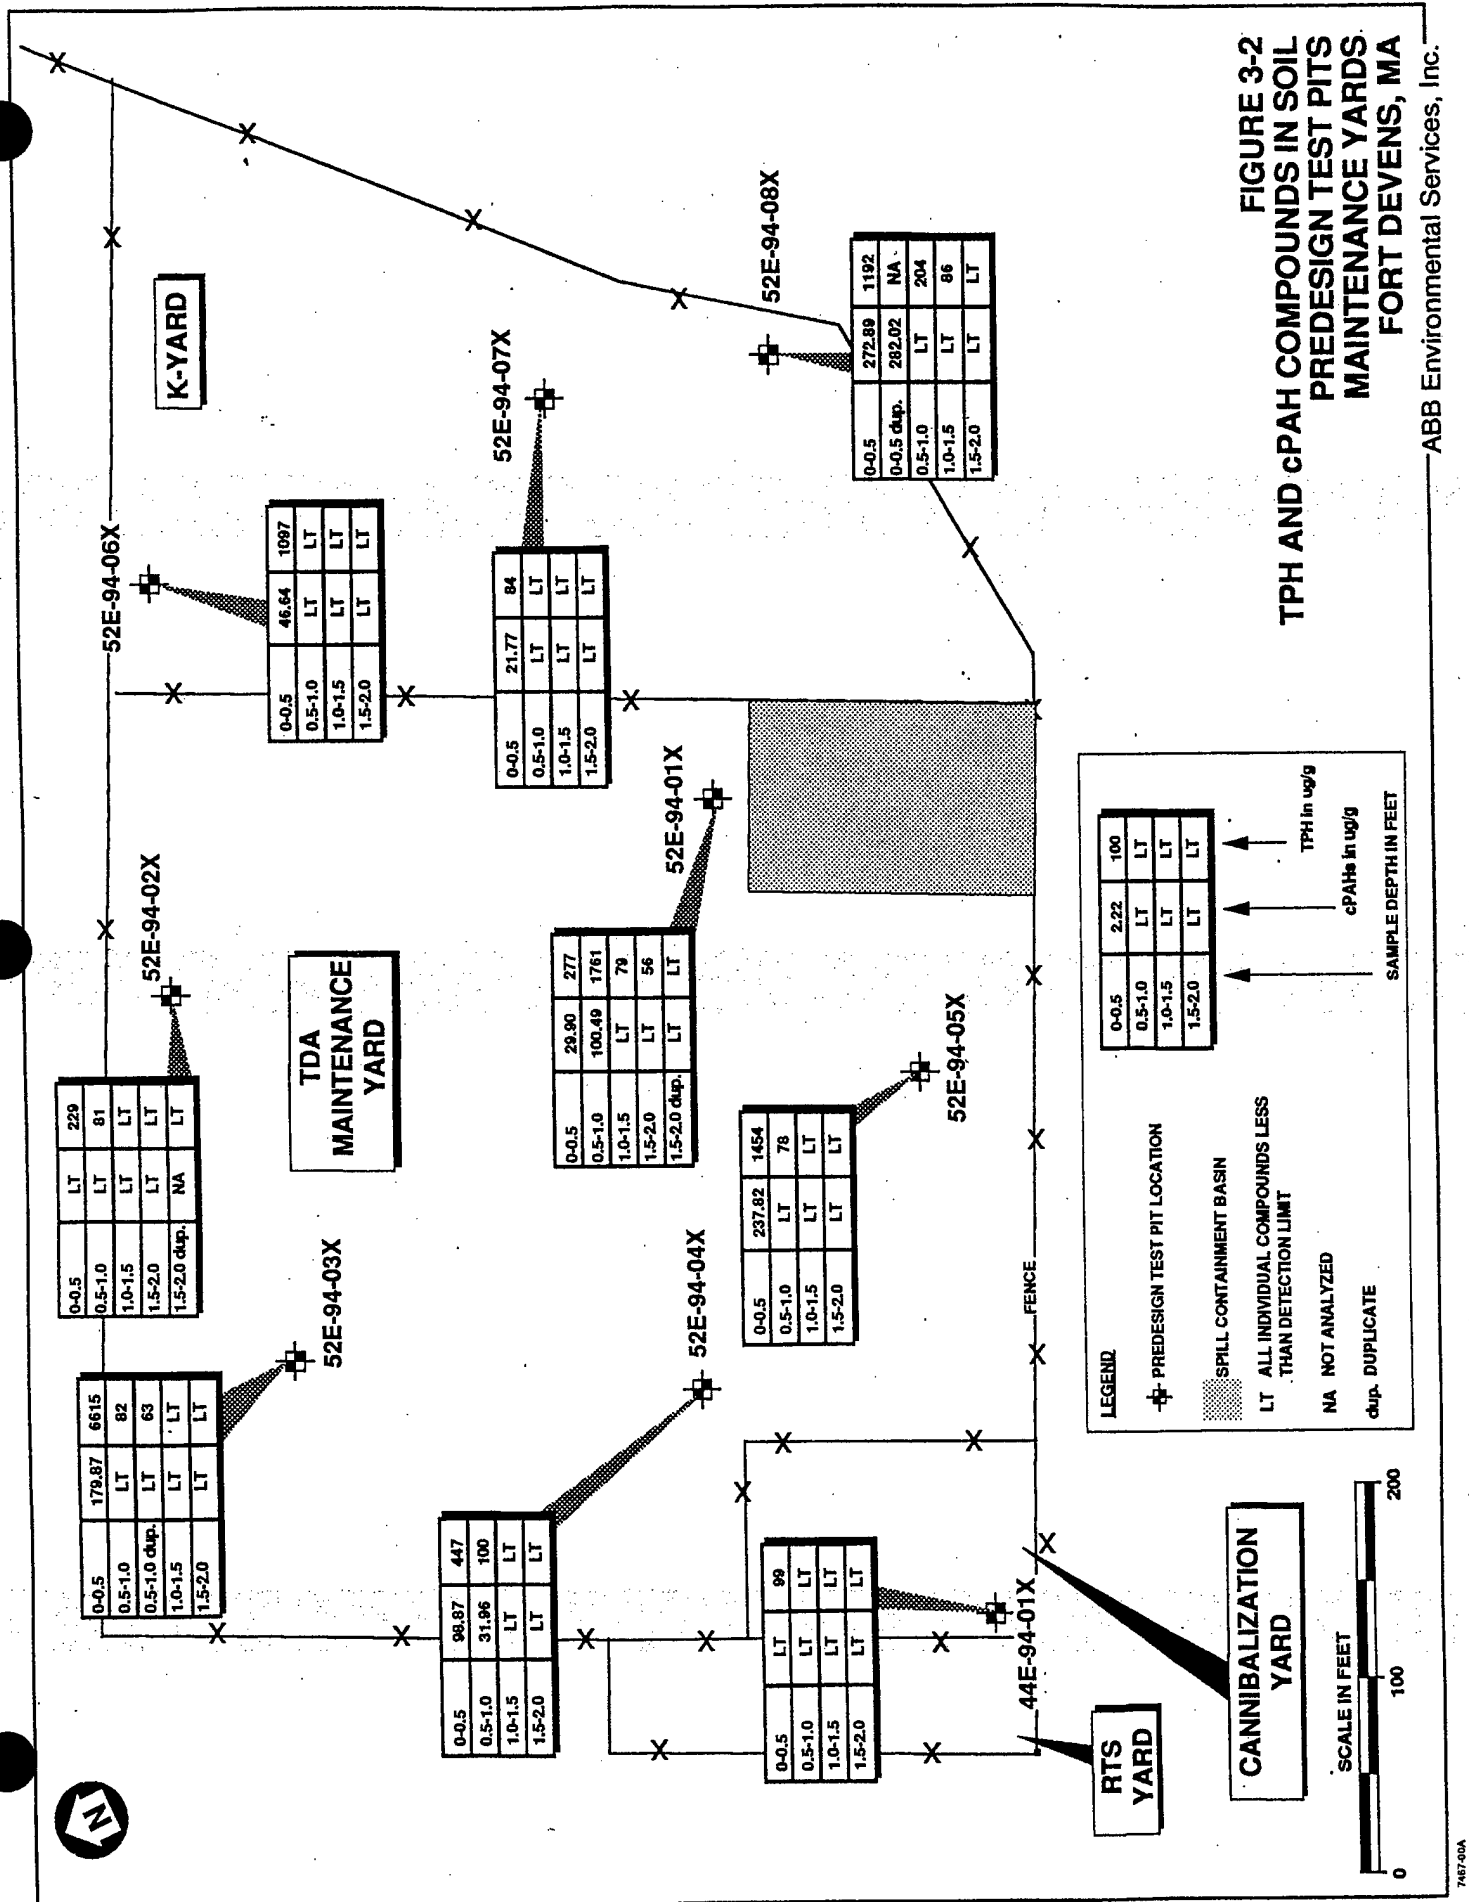 N
0-0.5 179.87 6615
0.5-1.0 LT 82
0.5-1.0 dup. LT 63
1.0-1.5 LT LT
1.5-2.0 LT LT
52E-94-03X
0-0.5 LT 229
0.5-1.0 LT 81
1.0-1.5 LT LT
1.5-2.0 LT LT
1.5-2.0 dup. NA LT
52E-94-02X
52E-94-06X
K-YARD
0-0.5 46.64 1097
0.5-1.0 LT LT
1.0-1.5 LT LT
1.5-2.0 LT LT
TDA
MAINTENANCE
YARD
0-0.5 98.87 447
0.5-1.0 31.96 100
1.0-1.5 LT LT
1.5-2.0 LT LT
52E-94-04X
0-0.5 29.90 277
0.5-1.0 100.49 1761
1.0-1.5 LT 79
1.5-2.0 LT 56
1.5-2.0 dup. LT LT
52E-94-01X
0-0.5 21.77 84
0.5-1.0 LT LT
1.0-1.5 LT LT
1.5-2.0 LT LT
52E-94-07X
52E-94-08X
0-0.5 272.89 1192
0-0.5 dup. 282.02 NA
0.5-1.0 LT 204
1.0-1.5 LT 86
1.5-2.0 LT LT
0-0.5 237.82 1454
0.5-1.0 LT 78
1.0-1.5 LT LT
1.5-2.0 LT LT
52E-94-05X
0-0.5 LT 99
0.5-1.0 LT LT
1.0-1.5 LT LT
1.5-2.0 LT LT
44E-94-01X
FENCE
RTS
YARD
CANNIBALIZATION
YARD
SCALE IN FEET
0 100 200
LEGEND
PREDESIGN TEST PIT LOCATION
SPILL CONTAINMENT BASIN
LT ALL INDIVIDUAL COMPOUNDS LESS
THAN DETECTION LIMIT
NA NOT ANALYZED
dup. DUPLICATE
0-0.5 2.22 100
0.5-1.0 LT LT
1.0-1.5 LT LT
1.5-2.0 LT LT
TPH in ug/g
cPAHs in ug/g
SAMPLE DEPTH IN FEET
FIGURE 3-2
TPH AND cPAH COMPOUNDS IN SOIL
PREDESIGN TEST PITS
MAINTENANCE YARDS
FORT DEVENS, MA
ABB Environmental Services, Inc.
7467-00A